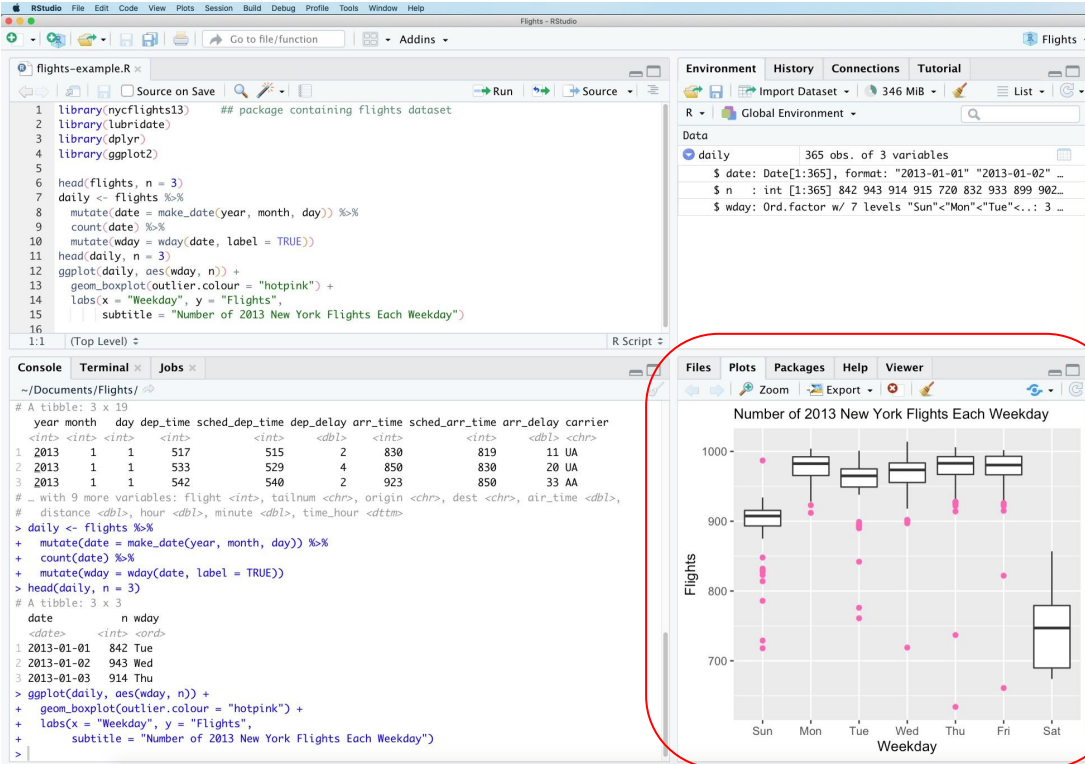 RStudio File Edit Code View Plots Session Build Debug Profile Tools Window Help
Flights - RStudio
Go to file/function Addins Flights
flights-example.R
Source on Save Run Source
1 library(nycflights13) ## package containing flights dataset
2 library(lubridate)
3 library(dplyr)
4 library(ggplot2)
5
6 head(flights, n = 3)
7 daily <- flights %>%
8 mutate(date = make_date(year, month, day)) %>%
9 count(date) %>%
10 mutate(wday = wday(date, label = TRUE))
11 head(daily, n = 3)
12 ggplot(daily, aes(wday, n)) +
13 geom_boxplot(outlier.colour = "hotpink") +
14 labs(x = "Weekday", y = "Flights",
15 subtitle = "Number of 2013 New York Flights Each Weekday")
16
1:1 (Top Level) R Script
Environment History Connections Tutorial
Import Dataset 346 MiB List
R Global Environment
Data
daily 365 obs. of 3 variables
$ date: Date[1:365], format: "2013-01-01" "2013-01-02" …
$ n : int [1:365] 842 943 914 915 720 832 933 899 902…
$ wday: Ord.factor w/ 7 levels "Sun"<"Mon"<"Tue"<..: 3 …
Console Terminal Jobs
~/Documents/Flights/
# A tibble: 3 x 19
year month day dep_time sched_dep_time dep_delay arr_time sched_arr_time arr_delay carrier
<int> <int> <int> <int> <int> <dbl> <int> <int> <dbl> <chr>
1 2013 1 1 517 515 2 830 819 11 UA
2 2013 1 1 533 529 4 850 830 20 UA
3 2013 1 1 542 540 2 923 850 33 AA
# … with 9 more variables: flight <int>, tailnum <chr>, origin <chr>, dest <chr>, air_time <dbl>,
# distance <dbl>, hour <dbl>, minute <dbl>, time_hour <dttm>
> daily <- flights %>%
+ mutate(date = make_date(year, month, day)) %>%
+ count(date) %>%
+ mutate(wday = wday(date, label = TRUE))
> head(daily, n = 3)
# A tibble: 3 x 3
date n wday
<date> <int> <ord>
1 2013-01-01 842 Tue
2 2013-01-02 943 Wed
3 2013-01-03 914 Thu
> ggplot(daily, aes(wday, n)) +
+ geom_boxplot(outlier.colour = "hotpink") +
+ labs(x = "Weekday", y = "Flights",
+ subtitle = "Number of 2013 New York Flights Each Weekday")
>
Files Plots Packages Help Viewer
Zoom Export
Number of 2013 New York Flights Each Weekday
1000
900
Flights
800
700
Sun Mon Tue Wed Thu Fri Sat
Weekday